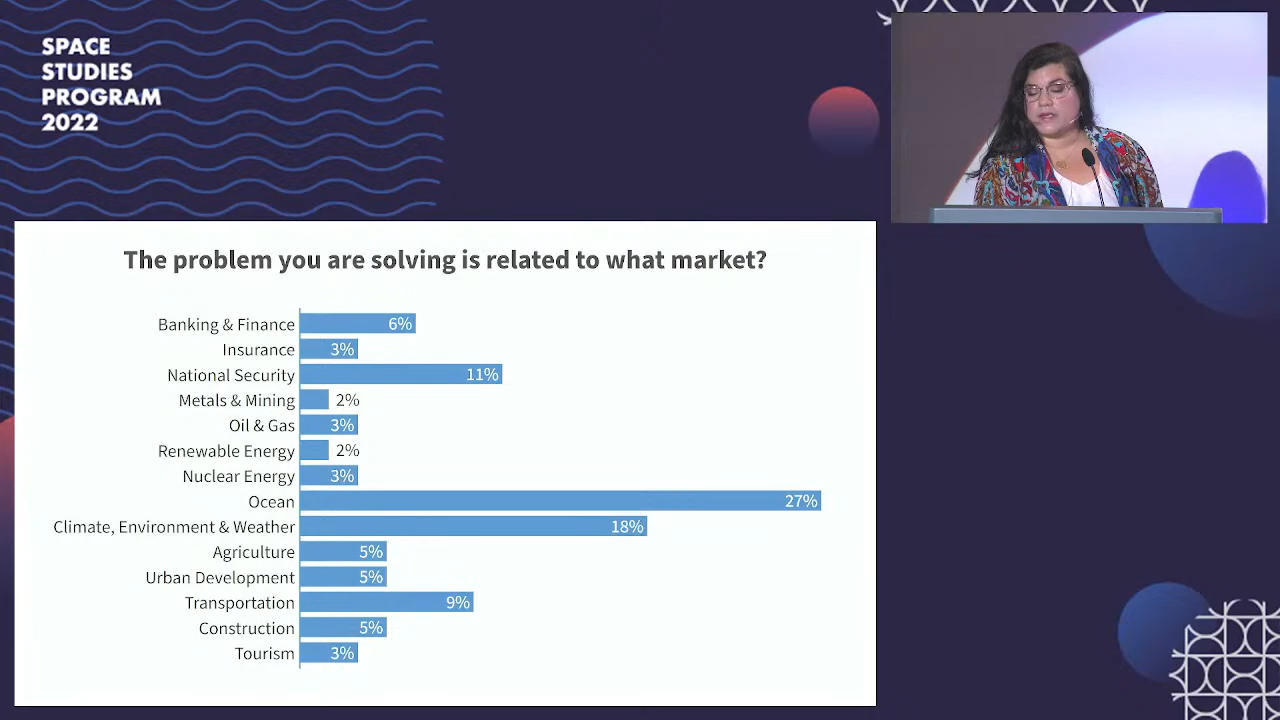 SPACE
STUDIES
PROGRAM
2022
The problem you are solving is related to what market?
Banking & Finance 6%
Insurance 3%
National Security 11%
Metals & Mining 2%
Oil & Gas 3%
Renewable Energy 2%
Nuclear Energy 3%
Ocean 27%
Climate, Environment & Weather 18%
Agriculture 5%
Urban Development 5%
Transportation 9%
Construction 5%
Tourism 3%